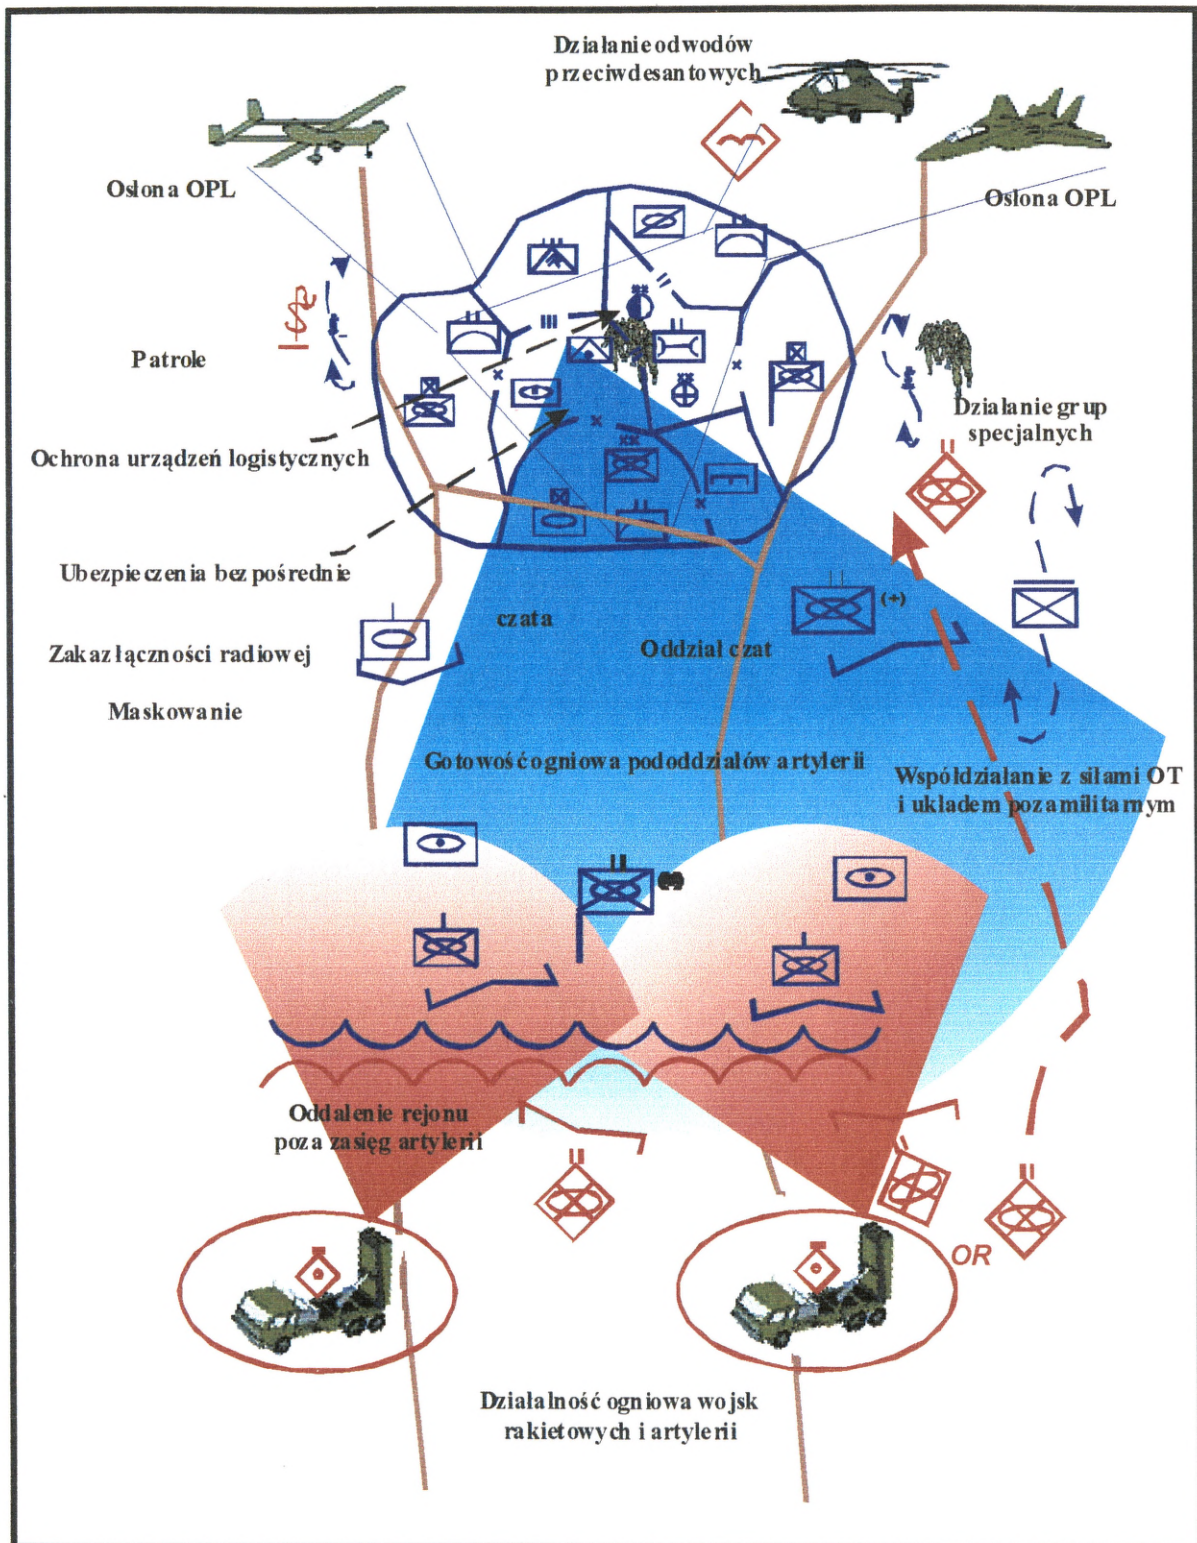 Działanie odwodów
przeciwdesantowych
Osłona OPL
Osłona OPL
Patrole
Działanie grup
specjalnych
Ochrona urządzeń logistycznych
Ubezpieczenia bezpośrednie
czata
(+)
Zakaz łączności radiowej
Oddział czat
Maskowanie
Gotowość ogniowa pododdziałów artylerii
Współdziałanie z siłami OT
i układem pozamilitarnym
Oddalenie rejonu
poza zasięg artylerii
OR
Działalność ogniowa wojsk
rakietowych i artylerii